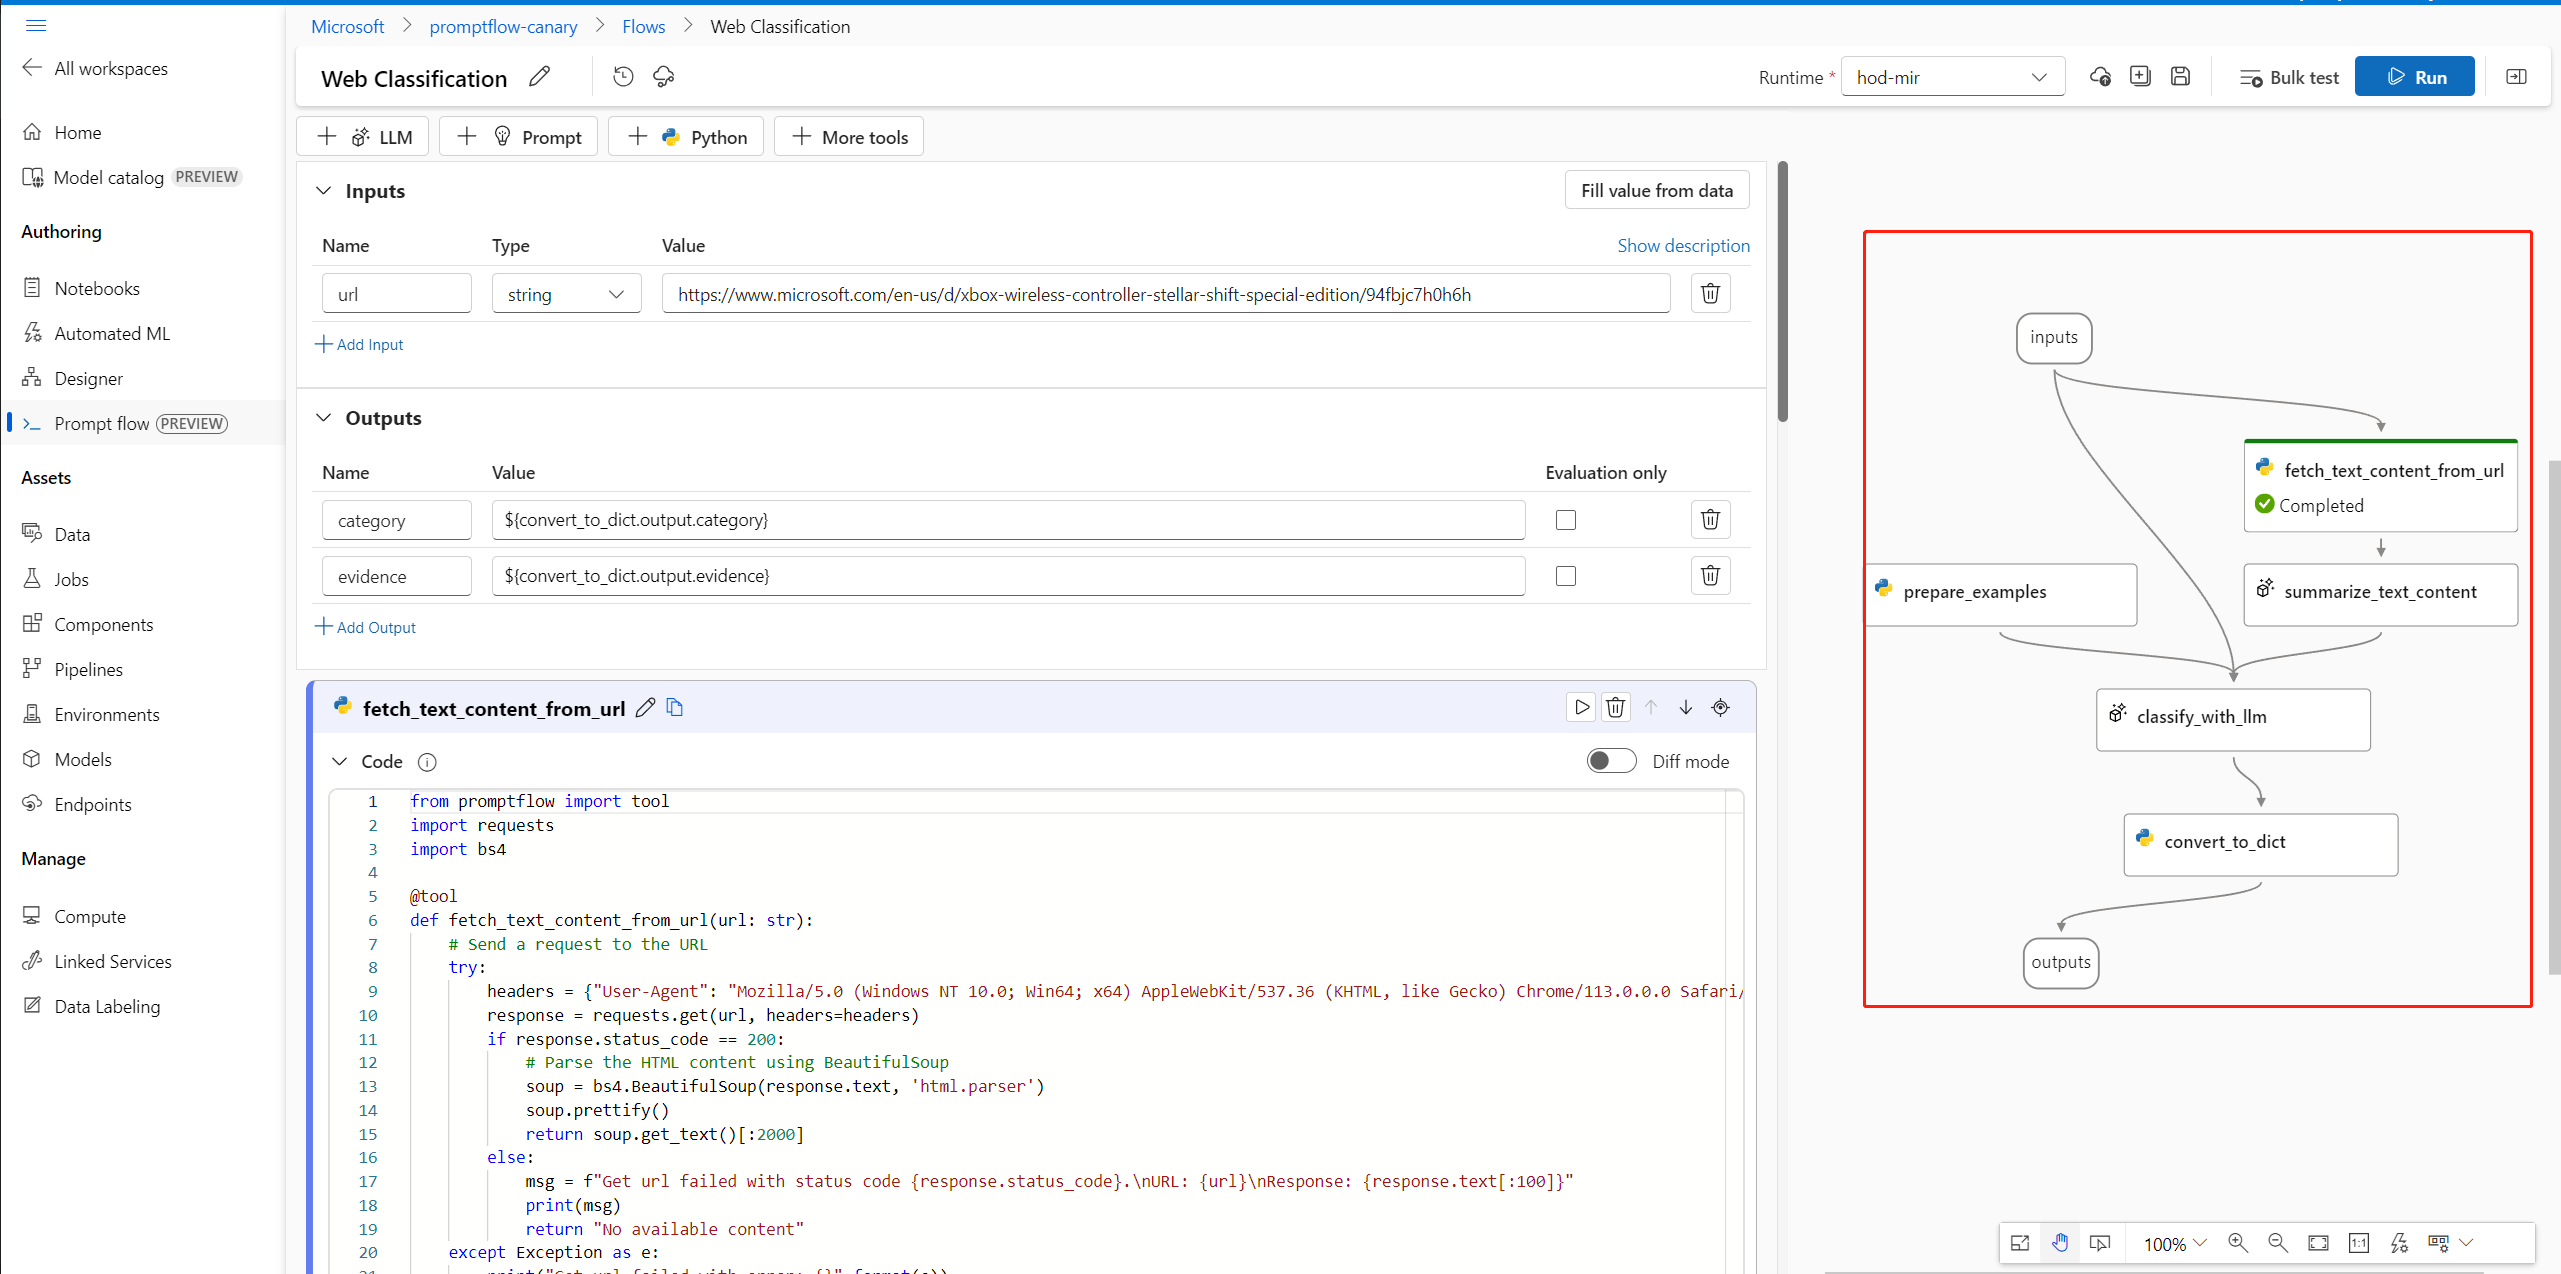 Microsoft > promptflow-canary > Flows > Web Classification
All workspaces
Home
Model catalog PREVIEW
Authoring
Notebooks
Automated ML
Designer
Prompt flow PREVIEW
Assets
Data
Jobs
Components
Pipelines
Environments
Models
Endpoints
Manage
Compute
Linked Services
Data Labeling
Web Classification
Runtime * hod-mir
Bulk test
Run
+ LLM
+ Prompt
+ Python
+ More tools
Inputs
Fill value from data
Name Type Value Show description
url string https://www.microsoft.com/en-us/d/xbox-wireless-controller-stellar-shift-special-edition/94fbjc7h0h6h
+ Add Input
Outputs
Name Value Evaluation only
category ${convert_to_dict.output.category}
evidence ${convert_to_dict.output.evidence}
+ Add Output
fetch_text_content_from_url
Code Diff mode
1 from promptflow import tool
2 import requests
3 import bs4
4
5 @tool
6 def fetch_text_content_from_url(url: str):
7 # Send a request to the URL
8 try:
9 headers = {"User-Agent": "Mozilla/5.0 (Windows NT 10.0; Win64; x64) AppleWebKit/537.36 (KHTML, like Gecko) Chrome/113.0.0.0 Safari/
10 response = requests.get(url, headers=headers)
11 if response.status_code == 200:
12 # Parse the HTML content using BeautifulSoup
13 soup = bs4.BeautifulSoup(response.text, 'html.parser')
14 soup.prettify()
15 return soup.get_text()[:2000]
16 else:
17 msg = f"Get url failed with status code {response.status_code}.\nURL: {url}\nResponse: {response.text[:100]}"
18 print(msg)
19 return "No available content"
20 except Exception as e:
inputs
fetch_text_content_from_url
Completed
prepare_examples
summarize_text_content
classify_with_llm
convert_to_dict
outputs
100%
1:1